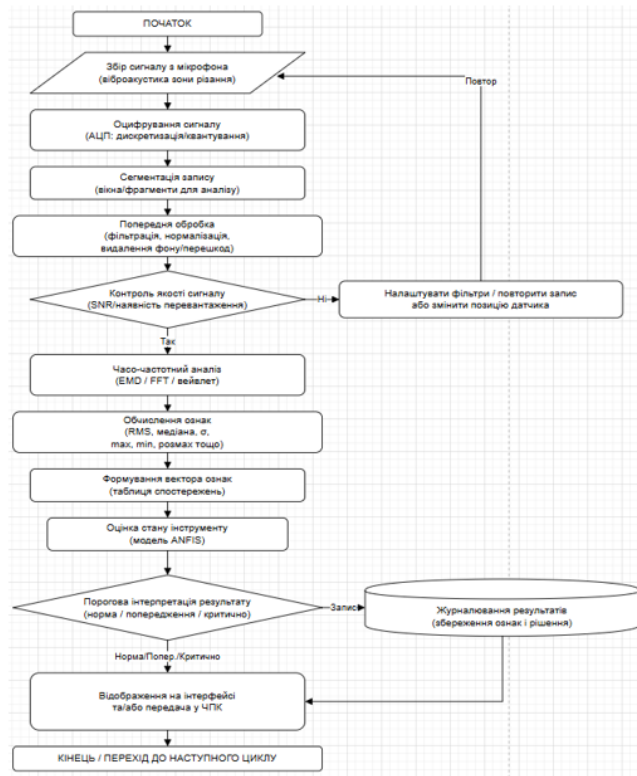 ПОЧАТОК
Збір сигналу з мікрофона
(віброакустика зони різання)
Повтор
Оцифрування сигналу
(АЦП: дискретизація/квантування)
Сегментація запису
(вікна/фрагменти для аналізу)
Попередня обробка
(фільтрація, нормалізація,
видалення фону/перешкод)
Контроль якості сигналу
(SNR/наявність перевантаження)
Ні
Налаштувати фільтри / повторити запис
або змінити позицію датчика
Так
Часо-частотний аналіз
(EMD / FFT / вейвлет)
Обчислення ознак
(RMS, медіана, σ,
max, min, розмах тощо)
Формування вектора ознак
(таблиця спостережень)
Оцінка стану інструменту
(модель ANFIS)
Порогова інтерпретація результату
(норма / попередження / критично)
Запис
Журналювання результатів
(збереження ознак і рішення)
Норма/Попер./Критично
Відображення на інтерфейсі
та/або передача у ЧПК
КІНЕЦЬ / ПЕРЕХІД ДО НАСТУПНОГО ЦИКЛУ